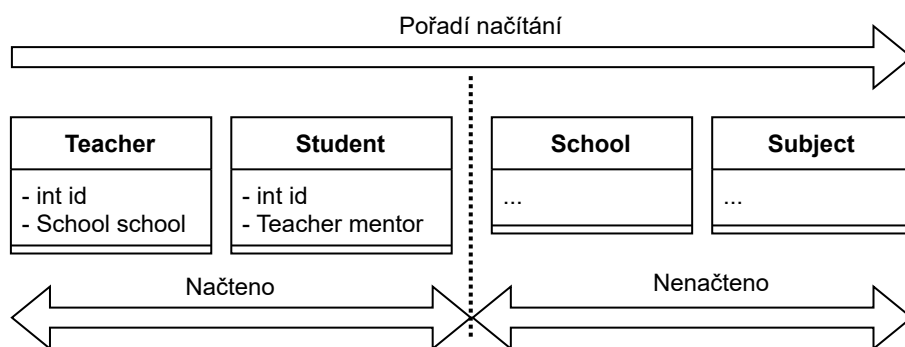 Pořadí načítání
Teacher
- int id
- School school
Student
- int id
- Teacher mentor
School
...
Subject
...
Načteno
Nenačteno